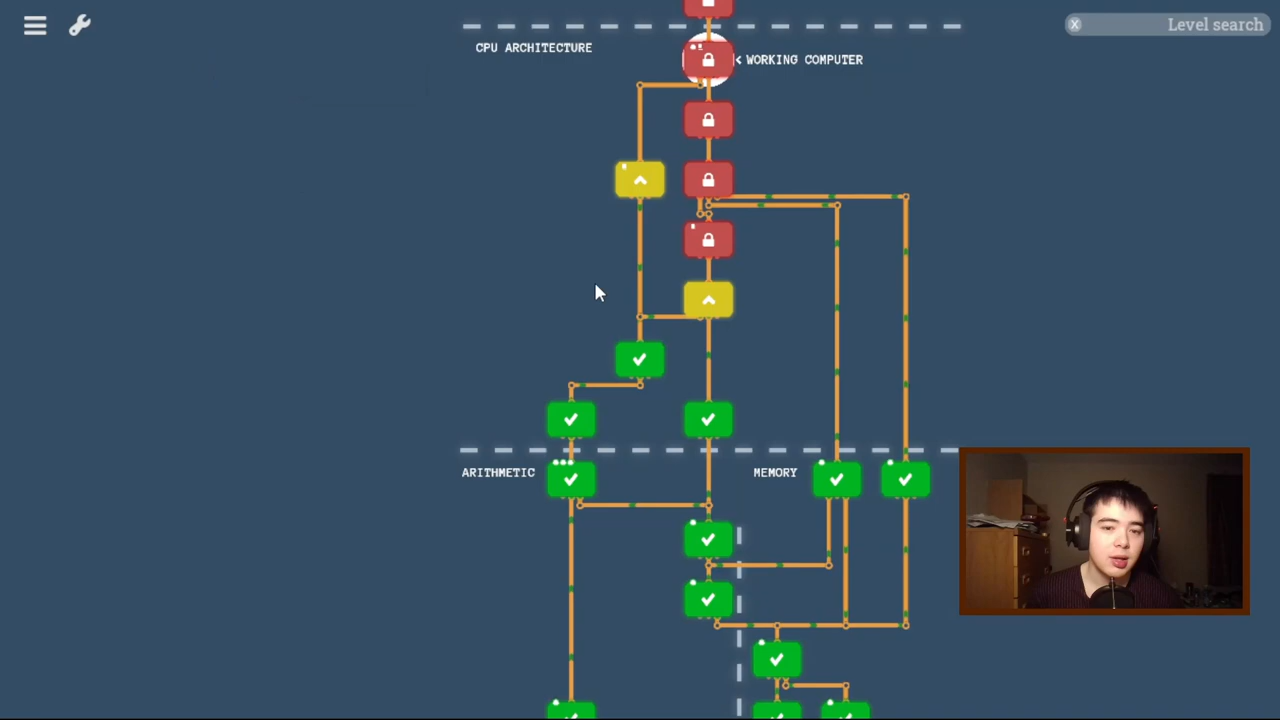 Level search
X
CPU ARCHITECTURE
< WORKING COMPUTER
ARITHMETIC
MEMORY